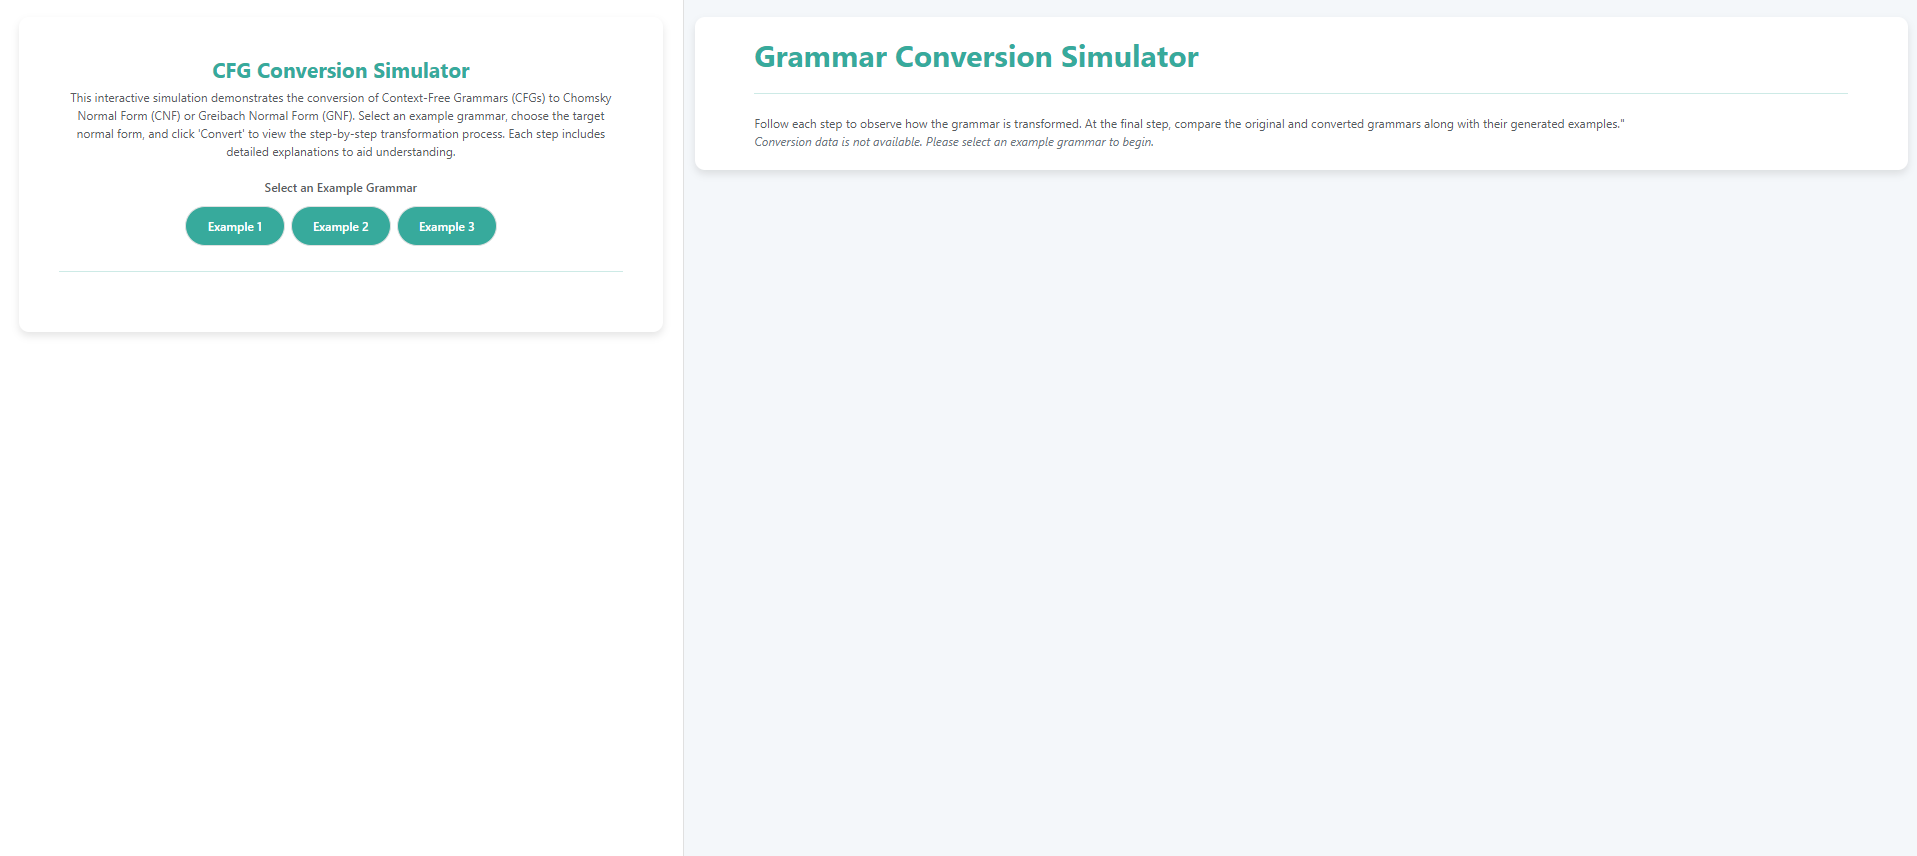 CFG Conversion Simulator
This interactive simulation demonstrates the conversion of Context-Free Grammars (CFGs) to Chomsky
Normal Form (CNF) or Greibach Normal Form (GNF). Select an example grammar, choose the target
normal form, and click 'Convert' to view the step-by-step transformation process. Each step includes
detailed explanations to aid understanding.
Select an Example Grammar
Example 1
Example 2
Example 3
Grammar Conversion Simulator
Follow each step to observe how the grammar is transformed. At the final step, compare the original and converted grammars along with their generated examples."
Conversion data is not available. Please select an example grammar to begin.